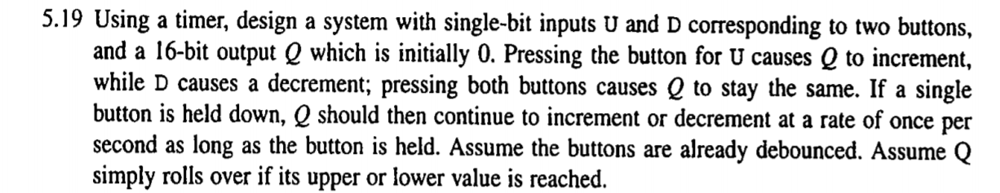 5.19 Using a timer, design a system with single-bit inputs U and D corresponding to two buttons,
and a 16-bit output Q which is initially 0. Pressing the button for U causes Q to increment,
while D causes a decrement; pressing both buttons causes Q to stay the same. If a single
button is held down, Q should then continue to increment or decrement at a rate of once per
second as long as the button is held. Assume the buttons are already debounced. Assume Q
simply rolls over if its upper or lower value is reached.